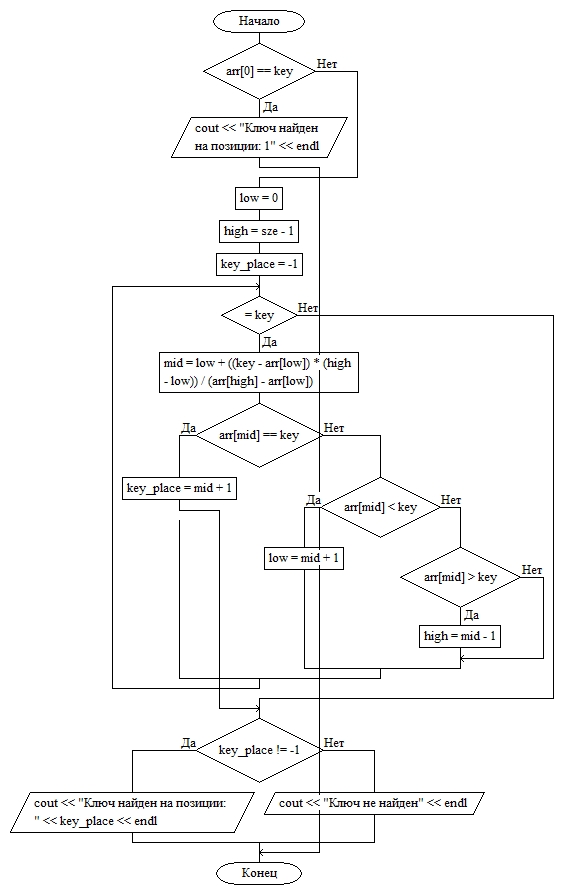 Начало
arr[0] == key
Нет
Да
cout << "Ключ найден
на позиции: 1" << endl
low = 0
high = sze - 1
key_place = -1
= key
Нет
Да
mid = low + ((key - arr[low]) * (high
- low)) / (arr[high] - arr[low])
Да
arr[mid] == key
Нет
key_place = mid + 1
Да
arr[mid] < key
Нет
low = mid + 1
arr[mid] > key
Нет
Да
high = mid - 1
Да
key_place != -1
Нет
cout << "Ключ найден на позиции:
" << key_place << endl
cout << "Ключ не найден" << endl
Конец